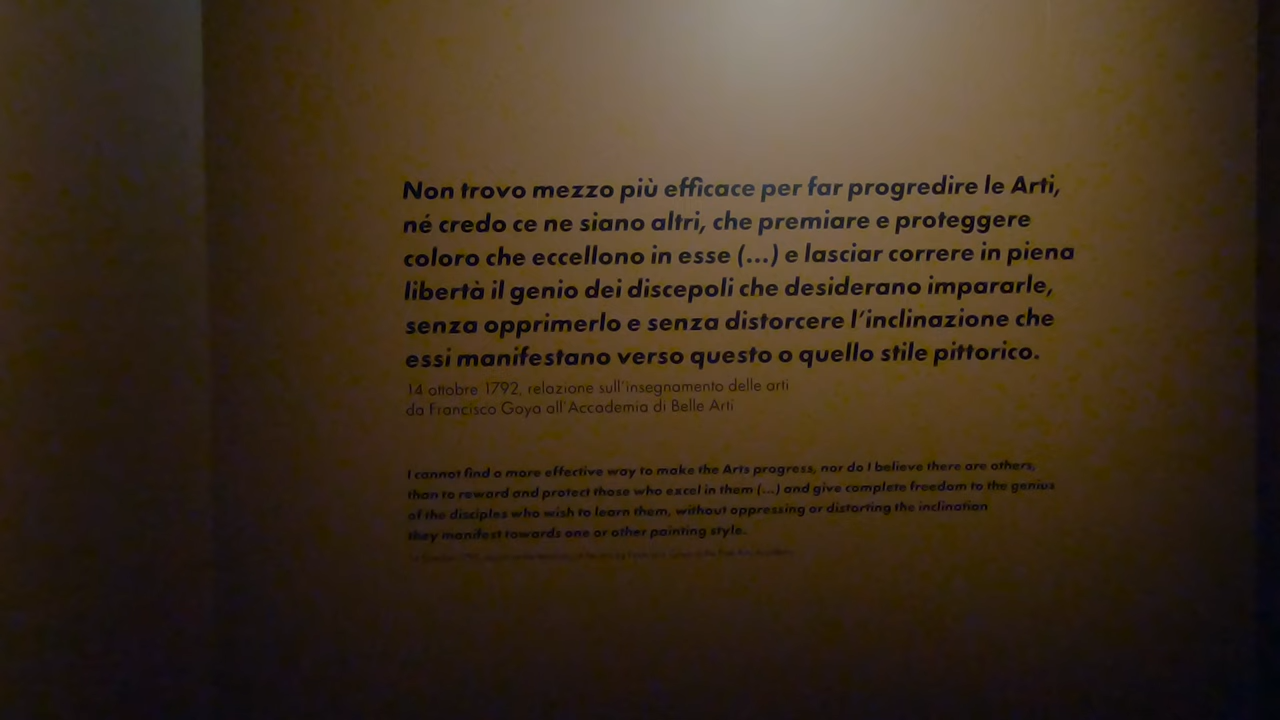 Non trovo mezzo più efficace per far progredire le Arti,
né credo ce ne siano altri, che premiare e proteggere
coloro che eccellono in esse (...) e lasciar correre in piena
libertà il genio dei discepoli che desiderano impararle,
senza opprimerlo e senza distorcere l'inclinazione che
essi manifestano verso questo o quello stile pittorico.
14 ottobre 1792, relazione sull'insegnamento delle arti
da Francisco Goya all'Accademia di Belle Arti
I cannot find a more effective way to make the Arts progress, nor do I believe there are others,
than to reward and protect those who excel in them (...) and give complete freedom to the genius
of the disciples who wish to learn them, without oppressing or distorting the inclination
they manifest towards one or other painting style.